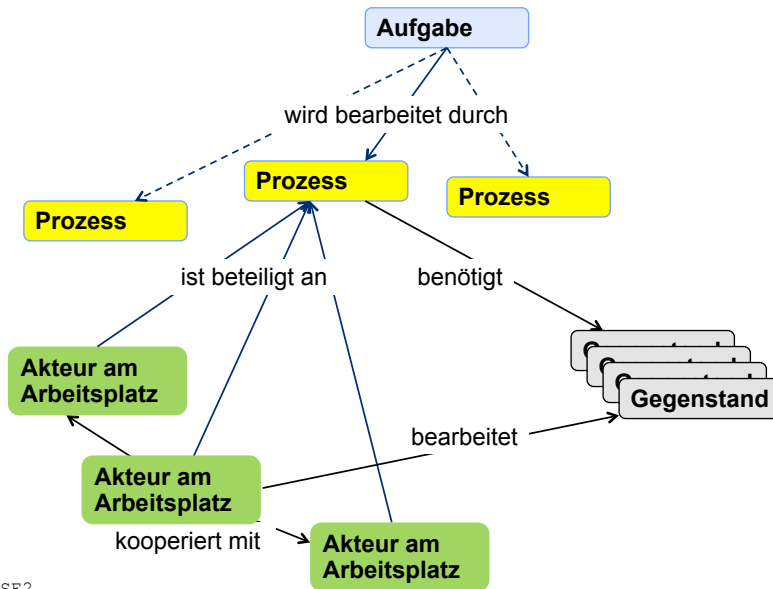 Aufgabe
wird bearbeitet durch
Prozess
Prozess
Prozess
ist beteiligt an
benötigt
Akteur am
Arbeitsplatz
Gegenstand
bearbeitet
Akteur am
Arbeitsplatz
kooperiert mit
Akteur am
Arbeitsplatz